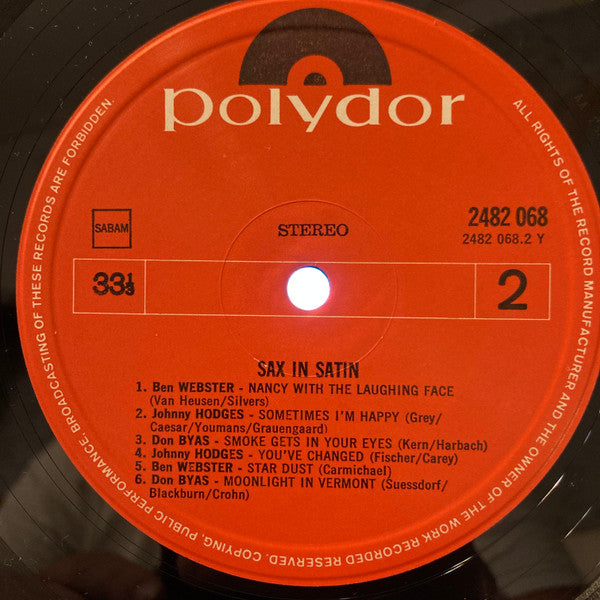 polydor
SABAM
STEREO
2482 068
2482 068.2 Y
33⅓
2
SAX IN SATIN
1. Ben WEBSTER - NANCY WITH THE LAUGHING FACE
(Van Heusen/Silvers)
2. Johnny HODGES - SOMETIMES I'M HAPPY (Grey/
Caesar/Youmans/Grauengaard)
3. Don BYAS - SMOKE GETS IN YOUR EYES (Kern/Harbach)
4. Johnny HODGES - YOU'VE CHANGED (Fischer/Carey)
5. Ben WEBSTER - STAR DUST (Carmichael)
6. Don BYAS - MOONLIGHT IN VERMONT (Suessdorf/
Blackburn/Crohn)
ALL RIGHTS OF THE RECORD MANUFACTURER AND THE OWNER OF THE WORK RECORDED RESERVED. COPYING, PUBLIC PERFORMANCE, BROADCASTING OF THESE RECORDS ARE FORBIDDEN.